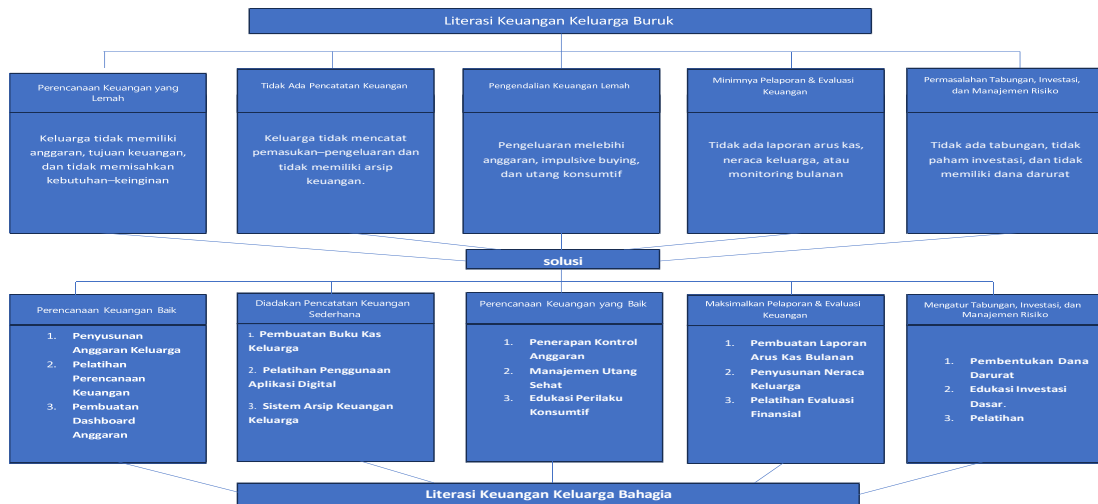 Literasi Keuangan Keluarga Buruk
Perencanaan Keuangan yang
Lemah
Keluarga tidak memiliki
anggaran, tujuan keuangan,
dan tidak memisahkan
kebutuhan–keinginan
Tidak Ada Pencatatan Keuangan
Keluarga tidak mencatat
pemasukan–pengeluaran dan
tidak memiliki arsip
keuangan.
Pengendalian Keuangan Lemah
Pengeluaran melebihi
anggaran, impulsive buying,
dan utang konsumtif
Minimnya Pelaporan & Evaluasi
Keuangan
Tidak ada laporan arus kas,
neraca keluarga, atau
monitoring bulanan
Permasalahan Tabungan, Investasi,
dan Manajemen Risiko
Tidak ada tabungan, tidak
paham investasi, dan tidak
memiliki dana darurat
solusi
Perencanaan Keuangan Baik
1. Penyusunan
Anggaran Keluarga
2. Pelatihan
Perencanaan
Keuangan
3. Pembuatan
Dashboard
Anggaran
Diadakan Pencatatan Keuangan
Sederhana
1. Pembuatan Buku Kas
Keluarga
2. Pelatihan Penggunaan
Aplikasi Digital
3. Sistem Arsip Keuangan
Keluarga
Perencanaan Keuangan yang Baik
1. Penerapan Kontrol
Anggaran
2. Manajemen Utang
Sehat
3. Edukasi Perilaku
Konsumtif
Maksimalkan Pelaporan & Evaluasi
Keuangan
1. Pembuatan Laporan
Arus Kas Bulanan
2. Penyusunan Neraca
Keluarga
3. Pelatihan Evaluasi
Finansial
Mengatur Tabungan, Investasi, dan
Manajemen Risiko
1. Pembentukan Dana
Darurat
2. Edukasi Investasi
Dasar.
3. Pelatihan
Literasi Keuangan Keluarga Bahagia